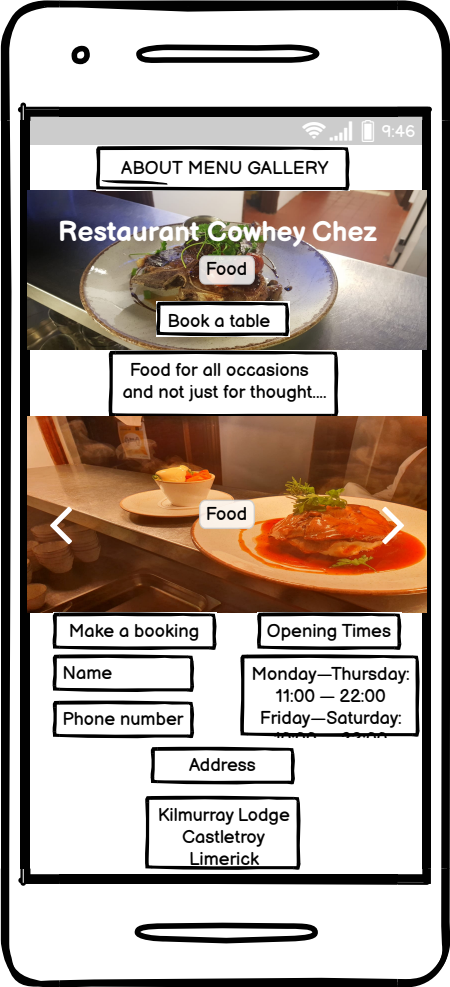 9:46
ABOUT MENU GALLERY
Restaurant Cowhey Chez
Food
Book a table
Food for all occasions
and not just for thought....
Food
Make a booking
Opening Times
Name
Monday—Thursday:
11:00 — 22:00
Friday—Saturday:
Phone number
Address
Kilmurray Lodge
Castletroy
Limerick